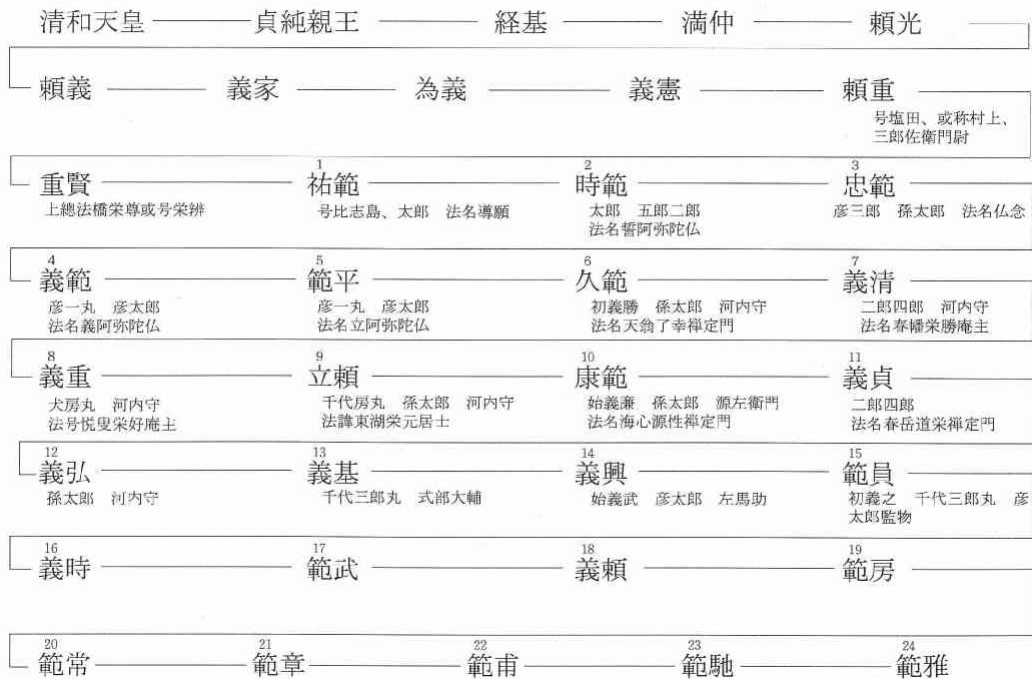 清和天皇 貞純親王 経基 満仲 頼光
頼義 義家 為義 義憲 頼重
号塩田、或称村上、
三郎佐衛門尉
1 2 3
重賢 祐範 時範 忠範
上總法橋栄尊或号栄辨 号比志島、太郎 法名導願 太郎 五郎二郎 彦三郎 孫太郎 法名仏念
法名誓阿弥陀仏
4 5 6 7
義範 範平 久範 義清
彦一丸 彦太郎 彦一丸 彦太郎 初義勝 孫太郎 河内守 二郎四郎 河内守
法名義阿弥陀仏 法名立阿弥陀仏 法名天翁了幸禅定門 法名春幡栄勝庵主
8 9 10 11
義重 立頼 康範 義貞
犬房丸 河内守 千代房丸 孫太郎 河内守 始義廉 孫太郎 源左衛門 二郎四郎
法号悦叟栄好庵主 法諱東湖栄元居士 法名海心源性禅定門 法名春岳道栄禅定門
12 13 14 15
義弘 義基 義興 範員
孫太郎 河内守 千代三郎丸 式部大輔 始義武 彦太郎 左馬助 初義之 千代三郎丸 彦
太郎監物
16 17 18 19
義時 範武 義頼 範房
20 21 22 23 24
範常 範章 範甫 範馳 範雅